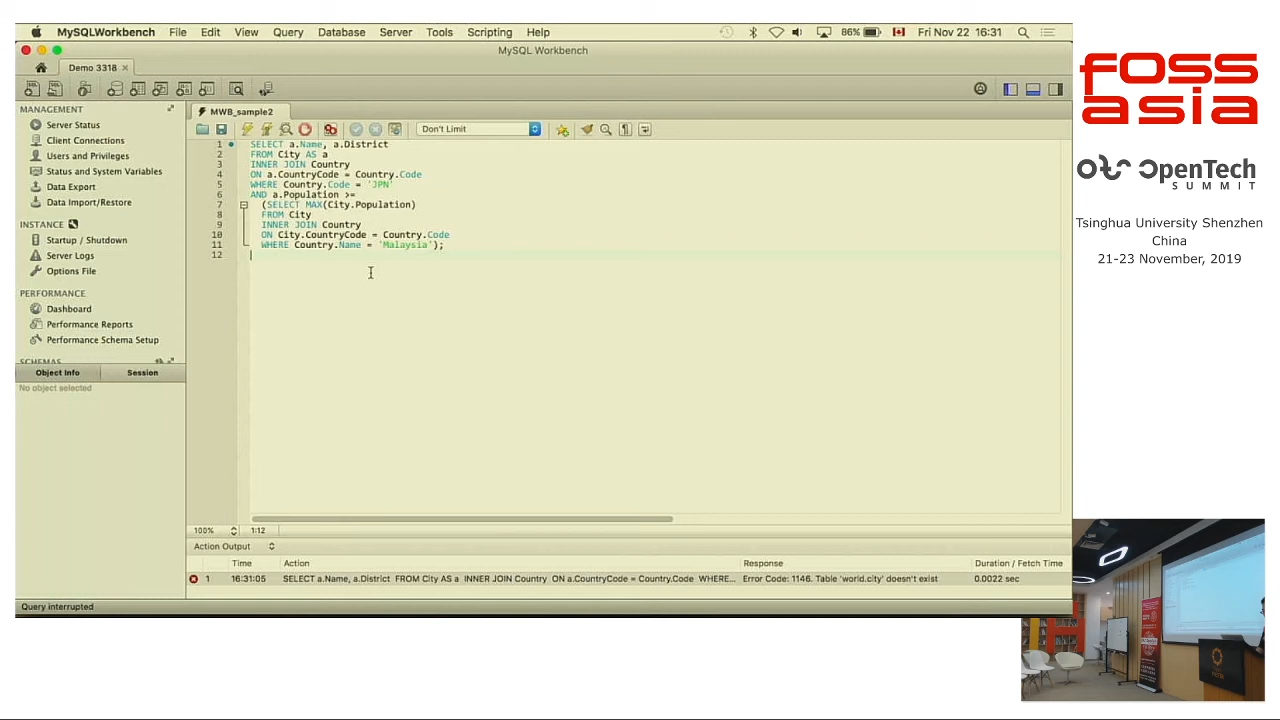 MySQLWorkbench File Edit View Query Database Server Tools Scripting Help 86% Fri Nov 22 16:31
MySQL Workbench
Demo 3318
MANAGEMENT
Server Status
Client Connections
Users and Privileges
Status and System Variables
Data Export
Data Import/Restore
INSTANCE
Startup / Shutdown
Server Logs
Options File
PERFORMANCE
Dashboard
Performance Reports
Performance Schema Setup
SCHEMAS
Object Info Session
No object selected
MWB_sample2
Don't Limit
1 SELECT a.Name, a.District
2 FROM City AS a
3 INNER JOIN Country
4 ON a.CountryCode = Country.Code
5 WHERE Country.Code = 'JPN'
6 AND a.Population >=
7 (SELECT MAX(City.Population)
8 FROM City
9 INNER JOIN Country
10 ON City.CountryCode = Country.Code
11 WHERE Country.Name = 'Malaysia');
12
100% 1:12
Action Output
Time Action Response Duration / Fetch Time
1 16:31:05 SELECT a.Name, a.District FROM City AS a INNER JOIN Country ON a.CountryCode = Country.Code WHERE... Error Code: 1146. Table 'world.city' doesn't exist 0.0022 sec
Query interrupted
FOSS
ASIA
OpenTech
SUMMIT
Tsinghua University Shenzhen
China
21-23 November, 2019